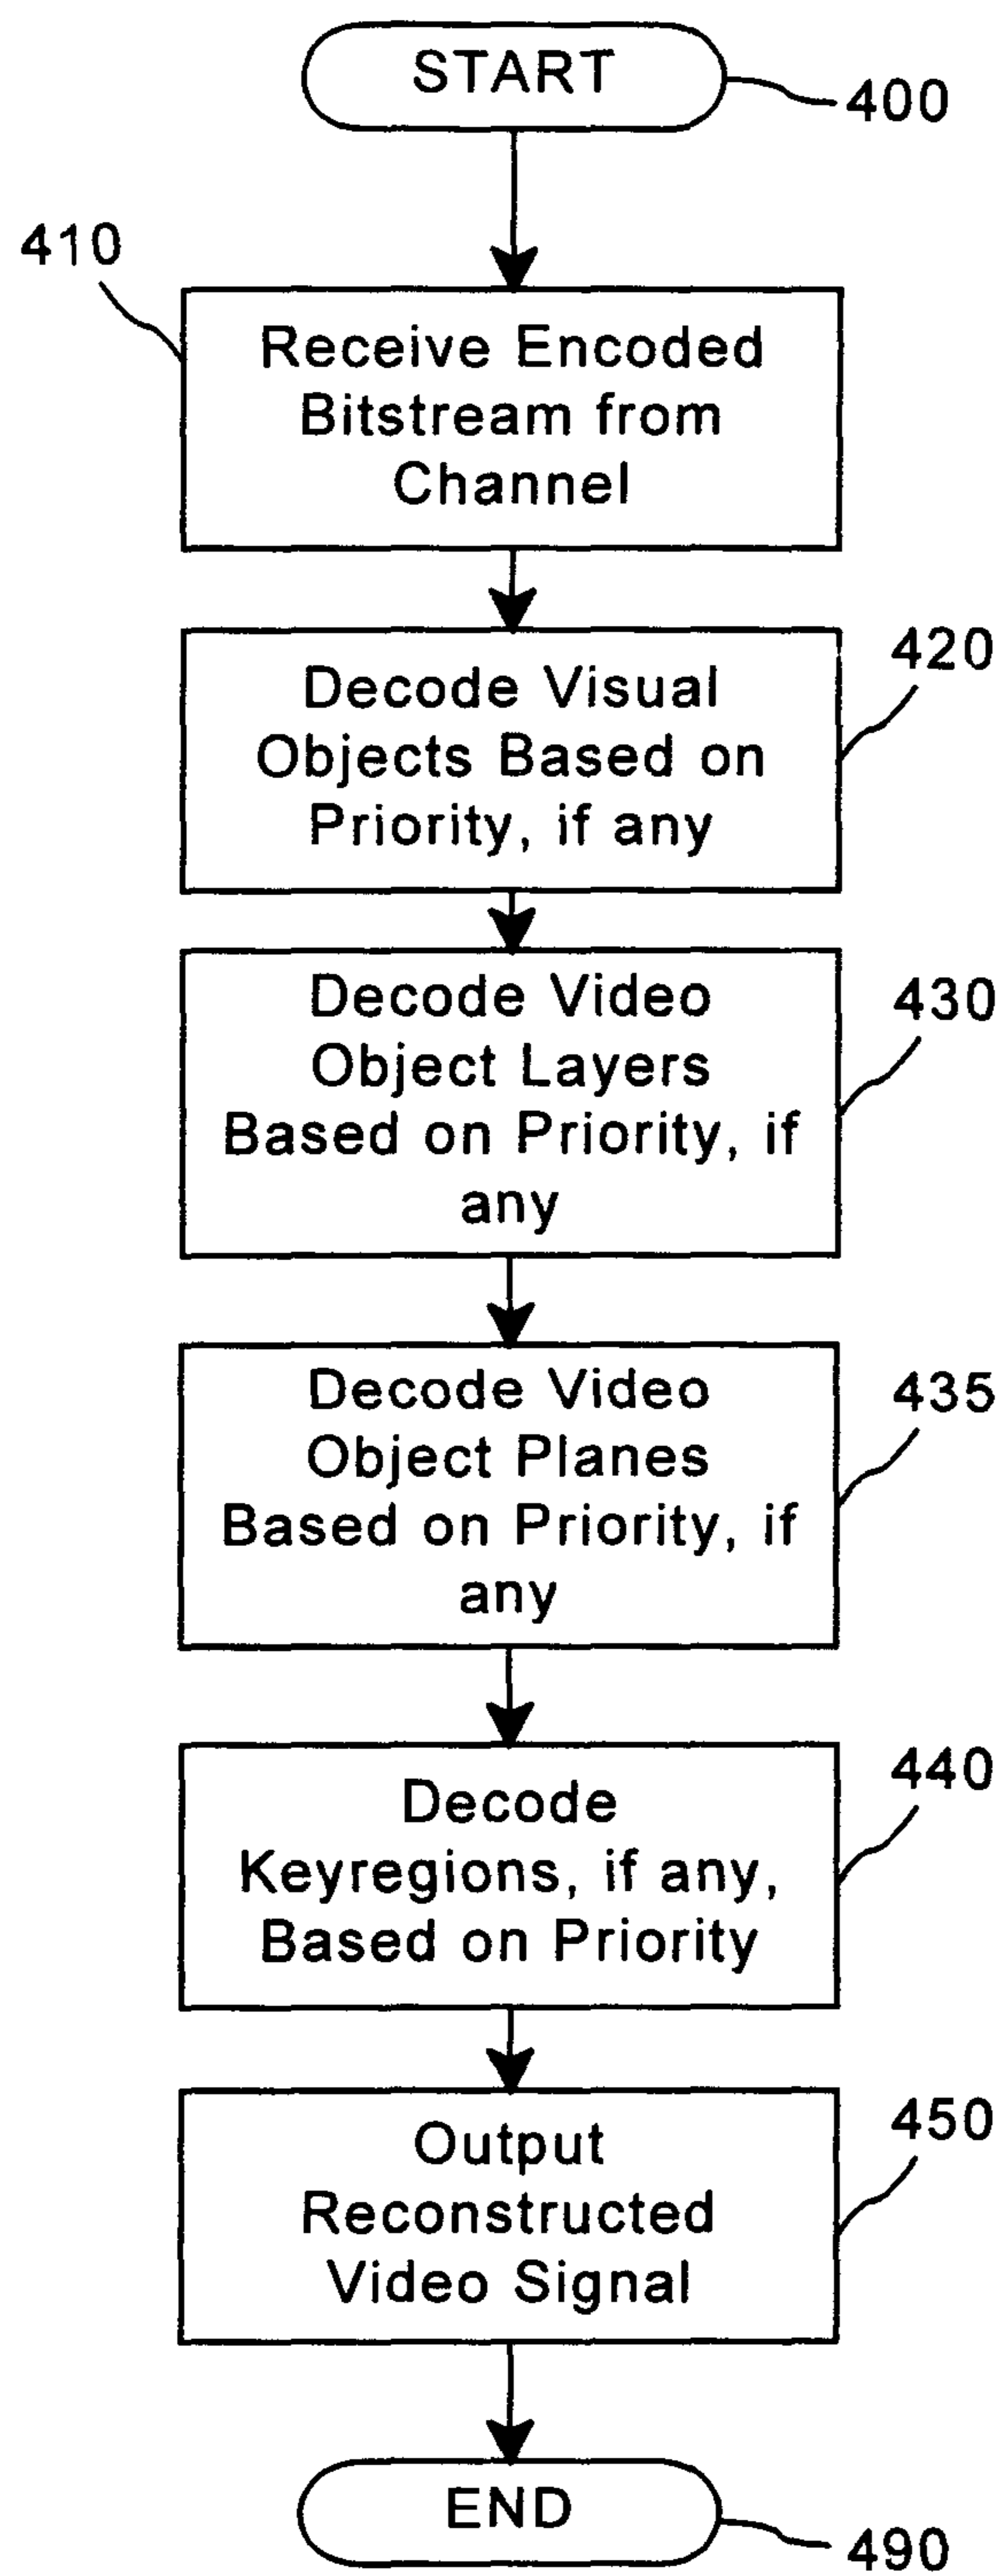 START
400
410
Receive Encoded
Bitstream from
Channel
420
Decode Visual
Objects Based on
Priority, if any
430
Decode Video
Object Layers
Based on Priority, if
any
435
Decode Video
Object Planes
Based on Priority, if
any
440
Decode
Keyregions, if any,
Based on Priority
450
Output
Reconstructed
Video Signal
END
490